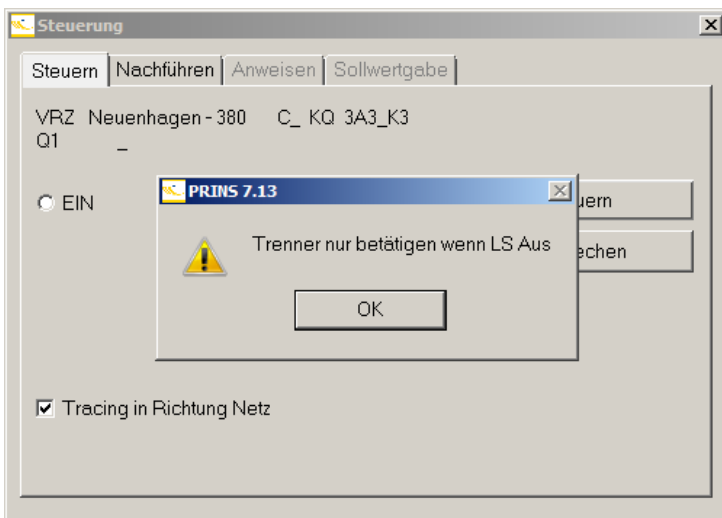 Steuerung
Steuern Nachführen Anweisen Sollwertgabe
VRZ Neuenhagen - 380 C_ KQ 3A3_K3
Q1 _
PRINS 7.13
EIN
Trenner nur betätigen wenn LS Aus
OK
Tracing in Richtung Netz